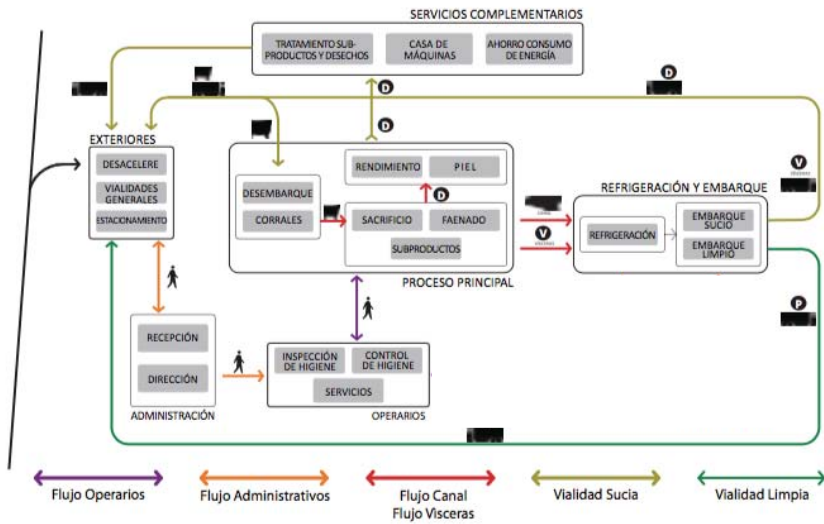 SERVICIOS COMPLEMENTARIOS
TRATAMIENTO SUB-
PRODUCTOS Y DESECHOS
CASA DE
MÁQUINAS
AHORRO CONSUMO
DE ENERGÍA
D
D
D
EXTERIORES
DESACELERE
VIALIDADES
GENERALES
ESTACIONAMIENTO
DESEMBARQUE
CORRALES
RENDIMIENTO
PIEL
D
SACRIFICIO
FAENADO
SUBPRODUCTOS
PROCESO PRINCIPAL
V
V
REFRIGERACIÓN Y EMBARQUE
REFRIGERACIÓN
EMBARQUE
SUCIO
EMBARQUE
LIMPIO
P
RECEPCIÓN
DIRECCIÓN
ADMINISTRACIÓN
INSPECCIÓN
DE HIGIENE
CONTROL
DE HIGIENE
SERVICIOS
OPERARIOS
Flujo Operarios
Flujo Administrativos
Flujo Canal
Flujo Visceras
Vialidad Sucia
Vialidad Limpia